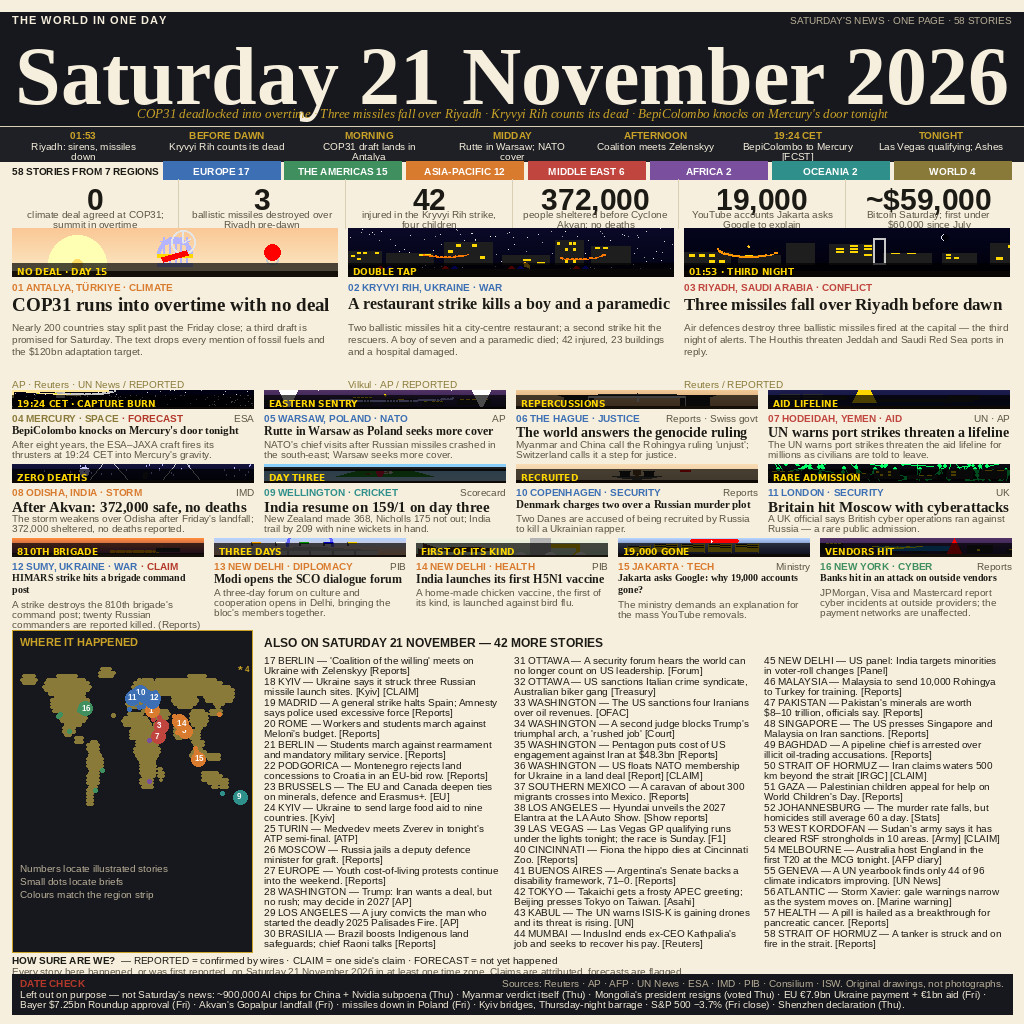 THE WORLD IN ONE DAY
SATURDAY'S NEWS · ONE PAGE · 58 STORIES
Saturday 21 November 2026
COP31 deadlocked into overtime · Three missiles fall over Riyadh · Kryvyi Rih counts its dead · BepiColombo knocks on Mercury's door tonight
01:53
Riyadh: sirens, missiles
down
BEFORE DAWN
Kryvyi Rih counts its dead
MORNING
COP31 draft lands in
Antalya
MIDDAY
Rutte in Warsaw; NATO
cover
AFTERNOON
Coalition meets Zelenskyy
19:24 CET
BepiColombo to Mercury
[FCST]
TONIGHT
Las Vegas qualifying; Ashes
58 STORIES FROM 7 REGIONS
EUROPE 17
THE AMERICAS 15
ASIA-PACIFIC 12
MIDDLE EAST 6
AFRICA 2
OCEANIA 2
WORLD 4
0
climate deal agreed at COP31;
summit in overtime
3
ballistic missiles destroyed over
Riyadh pre-dawn
42
injured in the Kryvyi Rih strike,
four children
372,000
people sheltered before Cyclone
Akvan; no deaths
19,000
YouTube accounts Jakarta asks
Google to explain
~$59,000
Bitcoin Saturday; first under
$60,000 since July
NO DEAL · DAY 15
01 ANTALYA, TÜRKIYE · CLIMATE
COP31 runs into overtime with no deal
Nearly 200 countries stay split past the Friday close; a third draft is
promised for Saturday. The text drops every mention of fossil fuels and
the $120bn adaptation target.
AP · Reuters · UN News / REPORTED
DOUBLE TAP
02 KRYVYI RIH, UKRAINE · WAR
A restaurant strike kills a boy and a paramedic
Two ballistic missiles hit a city-centre restaurant; a second strike hit the
rescuers. A boy of seven and a paramedic died; 42 injured, 23 buildings
and a hospital damaged.
Vilkul · AP / REPORTED
01:53 · THIRD NIGHT
03 RIYADH, SAUDI ARABIA · CONFLICT
Three missiles fall over Riyadh before dawn
Air defences destroy three ballistic missiles fired at the capital — the third
night of alerts. The Houthis threaten Jeddah and Saudi Red Sea ports in
reply.
Reuters / REPORTED
19:24 CET · CAPTURE BURN
04 MERCURY · SPACE · FORECAST
ESA
BepiColombo knocks on Mercury's door tonight
After eight years, the ESA–JAXA craft fires its
thrusters at 19:24 CET into Mercury's gravity.
EASTERN SENTRY
05 WARSAW, POLAND · NATO
AP
Rutte in Warsaw as Poland seeks more cover
NATO's chief visits after Russian missiles crashed in
the south-east; Warsaw seeks more cover.
REPERCUSSIONS
06 THE HAGUE · JUSTICE
Reports · Swiss govt
The world answers the genocide ruling
Myanmar and China call the Rohingya ruling 'unjust';
Switzerland calls it a step for justice.
AID LIFELINE
07 HODEIDAH, YEMEN · AID
UN · AP
UN warns port strikes threaten a lifeline
The UN warns strikes threaten the aid lifeline for
millions as civilians are told to leave.
ZERO DEATHS
08 ODISHA, INDIA · STORM
IMD
After Akvan: 372,000 safe, no deaths
The storm weakens over Odisha after Friday's landfall;
372,000 sheltered, no deaths reported.
DAY THREE
09 WELLINGTON · CRICKET
Scorecard
India resume on 159/1 on day three
New Zealand made 368, Nicholls 175 not out; India
trail by 209 with nine wickets in hand.
RECRUITED
10 COPENHAGEN · SECURITY
Reports
Denmark charges two over a Russian murder plot
Two Danes are accused of being recruited by Russia
to kill a Ukrainian rapper.
RARE ADMISSION
11 LONDON · SECURITY
UK
Britain hit Moscow with cyberattacks
A UK official says British cyber operations ran against
Russia — a rare public admission.
810TH BRIGADE
12 SUMY, UKRAINE · WAR · CLAIM
HIMARS strike hits a brigade command
post
A strike destroys the 810th brigade's
command post; twenty Russian
commanders are reported killed. (Reports)
THREE DAYS
13 NEW DELHI · DIPLOMACY
PIB
Modi opens the SCO dialogue forum
A three-day forum on culture and
cooperation opens in Delhi, bringing the
bloc's members together.
FIRST OF ITS KIND
14 NEW DELHI · HEALTH
PIB
India launches its first H5N1 vaccine
A home-made chicken vaccine, the first of
its kind, is launched against bird flu.
19,000 GONE
15 JAKARTA · TECH
Ministry
Jakarta asks Google: why 19,000 accounts
gone?
The ministry demands an explanation for
the mass YouTube removals.
VENDORS HIT
16 NEW YORK · CYBER
Reports
Banks hit in an attack on outside vendors
JPMorgan, Visa and Mastercard report
cyber incidents at outside providers; the
payment networks are unaffected.
WHERE IT HAPPENED
★ 4
11
10
12
16
1
3
7
14
15
9
Numbers locate illustrated stories
Small dots locate briefs
Colours match the region strip
ALSO ON SATURDAY 21 NOVEMBER — 42 MORE STORIES
17 BERLIN — 'Coalition of the willing' meets on
Ukraine with Zelenskyy [Reports]
18 KYIV — Ukraine says it struck three Russian
missile launch sites. [Kyiv] [CLAIM]
19 MADRID — A general strike halts Spain; Amnesty
says police used excessive force [Reports]
20 ROME — Workers and students march against
Meloni's budget. [Reports]
21 BERLIN — Students march against rearmament
and mandatory military service. [Reports]
22 PODGORICA — Montenegro rejects land
concessions to Croatia in an EU-bid row. [Reports]
23 BRUSSELS — The EU and Canada deepen ties
on minerals, defence and Erasmus+. [EU]
24 KYIV — Ukraine to send large food aid to nine
countries. [Kyiv]
25 TURIN — Medvedev meets Zverev in tonight's
ATP semi-final. [ATP]
26 MOSCOW — Russia jails a deputy defence
minister for graft. [Reports]
27 EUROPE — Youth cost-of-living protests continue
into the weekend. [Reports]
28 WASHINGTON — Trump: Iran wants a deal, but
no rush; may decide in 2027 [AP]
29 LOS ANGELES — A jury convicts the man who
started the deadly 2025 Palisades Fire. [AP]
30 BRASILIA — Brazil boosts Indigenous land
safeguards; chief Raoni talks [Reports]
31 OTTAWA — A security forum hears the world can
no longer count on US leadership. [Forum]
32 OTTAWA — US sanctions Italian crime syndicate,
Australian biker gang [Treasury]
33 WASHINGTON — The US sanctions four Iranians
over oil revenues. [OFAC]
34 WASHINGTON — A second judge blocks Trump's
triumphal arch, a 'rushed job' [Court]
35 WASHINGTON — Pentagon puts cost of US
engagement against Iran at $48.3bn [Reports]
36 WASHINGTON — US floats NATO membership
for Ukraine in a land deal [Report] [CLAIM]
37 SOUTHERN MEXICO — A caravan of about 300
migrants crosses into Mexico. [Reports]
38 LOS ANGELES — Hyundai unveils the 2027
Elantra at the LA Auto Show. [Show reports]
39 LAS VEGAS — Las Vegas GP qualifying runs
under the lights tonight; the race is Sunday. [F1]
40 CINCINNATI — Fiona the hippo dies at Cincinnati
Zoo. [Reports]
41 BUENOS AIRES — Argentina's Senate backs a
disability framework, 71–0. [Reports]
42 TOKYO — Takaichi gets a frosty APEC greeting;
Beijing presses Tokyo on Taiwan. [Asahi]
43 KABUL — The UN warns ISIS-K is gaining drones
and its threat is rising. [UN]
44 MUMBAI — IndusInd ends ex-CEO Kathpalia's
job and seeks to recover his pay. [Reuters]
45 NEW DELHI — US panel: India targets minorities
in voter-roll changes [Panel]
46 MALAYSIA — Malaysia to send 10,000 Rohingya
to Turkey for training. [Reports]
47 PAKISTAN — Pakistan's minerals are worth
$8–10 trillion, officials say. [Reports]
48 SINGAPORE — The US presses Singapore and
Malaysia on Iran sanctions. [Reports]
49 BAGHDAD — A pipeline chief is arrested over
illicit oil-trading accusations. [Reports]
50 STRAIT OF HORMUZ — Iran claims waters 500
km beyond the strait [IRGC] [CLAIM]
51 GAZA — Palestinian children appeal for help on
World Children's Day. [Reports]
52 JOHANNESBURG — The murder rate falls, but
homicides still average 60 a day. [Stats]
53 WEST KORDOFAN — Sudan's army says it has
cleared RSF strongholds in 10 areas. [Army] [CLAIM]
54 MELBOURNE — Australia host England in the
first T20 at the MCG tonight. [AFP diary]
55 GENEVA — A UN yearbook finds only 44 of 96
climate indicators improving. [UN News]
56 ATLANTIC — Storm Xavier: gale warnings narrow
as the system moves on. [Marine warning]
57 HEALTH — A pill is hailed as a breakthrough for
pancreatic cancer. [Reports]
58 STRAIT OF HORMUZ — A tanker is struck and on
fire in the strait. [Reports]
HOW SURE ARE WE? — REPORTED = confirmed by wires · CLAIM = one side's claim · FORECAST = not yet happened
Every story here happened, or was first reported, on Saturday 21 November 2026 in at least one time zone. Claims are attributed, forecasts are flagged.
DATE CHECK
Sources: Reuters · AP · AFP · UN News · ESA · IMD · PIB · Consilium · ISW. Original drawings, not photographs.
Left out on purpose — not Saturday's news: ~900,000 AI chips for China + Nvidia subpoena (Thu) · Myanmar verdict itself (Thu) · Mongolia's president resigns (voted Thu) · EU €7.9bn Ukraine payment + €1bn aid (Fri) ·
Bayer $7.25bn Roundup approval (Fri) · Akvan's Gopalpur landfall (Fri) · missiles down in Poland (Fri) · Kyiv bridges, Thursday-night barrage · S&P 500 −3.7% (Fri close) · Shenzhen declaration (Thu).